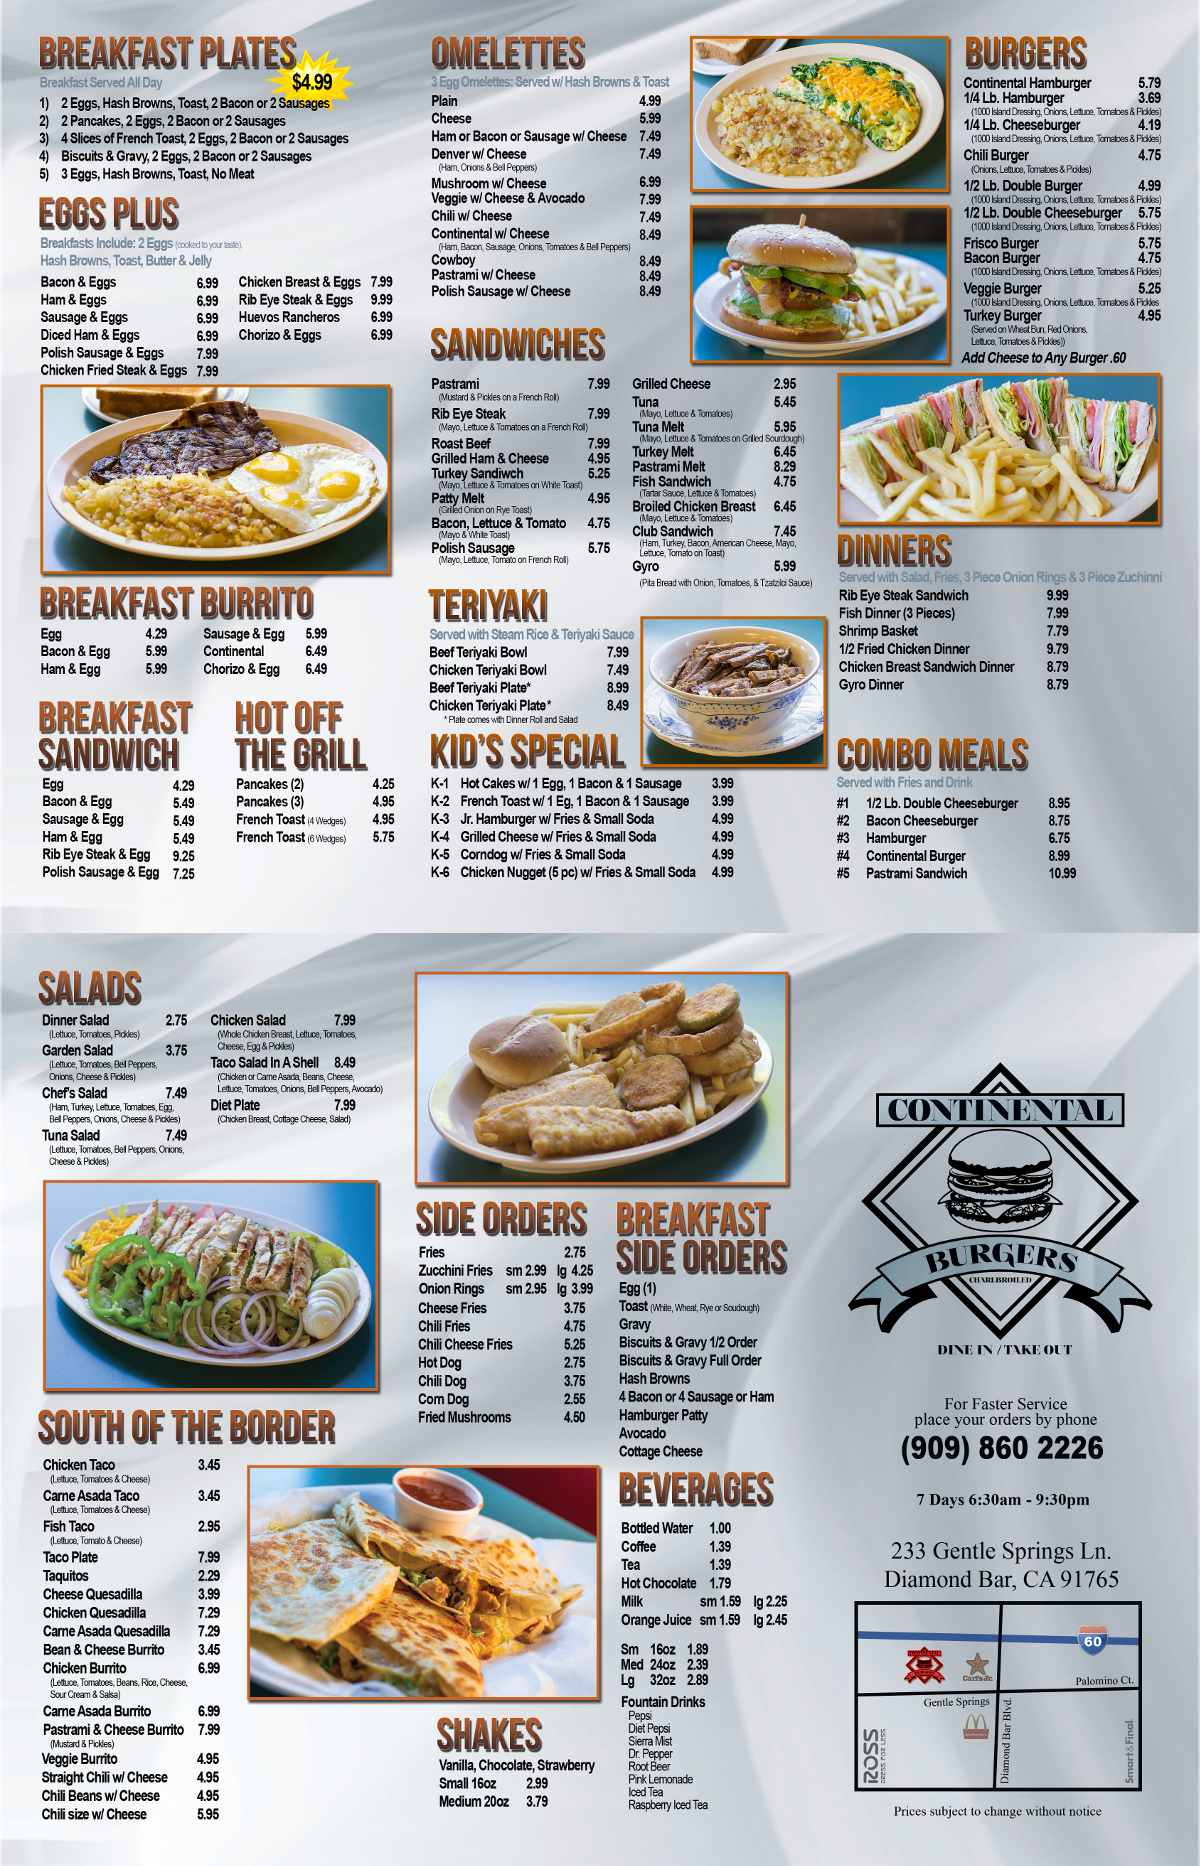 BREAKFAST PLATES
Breakfast Served All Day
$4.99
1) 2 Eggs, Hash Browns, Toast, 2 Bacon or 2 Sausages
2) 2 Pancakes, 2 Eggs, 2 Bacon or 2 Sausages
3) 4 Slices of French Toast, 2 Eggs, 2 Bacon or 2 Sausages
4) Biscuits & Gravy, 2 Eggs, 2 Bacon or 2 Sausages
5) 3 Eggs, Hash Browns, Toast, No Meat
EGGS PLUS
Breakfasts Include: 2 Eggs (cooked to your taste).
Hash Browns, Toast, Butter & Jelly
Bacon & Eggs 6.99
Ham & Eggs 6.99
Sausage & Eggs 6.99
Diced Ham & Eggs 6.99
Polish Sausage & Eggs 7.99
Chicken Fried Steak & Eggs 7.99
Chicken Breast & Eggs 7.99
Rib Eye Steak & Eggs 9.99
Huevos Rancheros 6.99
Chorizo & Eggs 6.99
BREAKFAST BURRITO
Egg 4.29
Bacon & Egg 5.99
Ham & Egg 5.99
Sausage & Egg 5.99
Continental 6.49
Chorizo & Egg 6.49
BREAKFAST
SANDWICH
Egg 4.29
Bacon & Egg 5.49
Sausage & Egg 5.49
Ham & Egg 5.49
Rib Eye Steak & Egg 9.25
Polish Sausage & Egg 7.25
HOT OFF
THE GRILL
Pancakes (2) 4.25
Pancakes (3) 4.95
French Toast (4 Wedges) 4.95
French Toast (6 Wedges) 5.75
OMELETTES
3 Egg Omelettes: Served w/ Hash Browns & Toast
Plain 4.99
Cheese 5.99
Ham or Bacon or Sausage w/ Cheese 7.49
Denver w/ Cheese 7.49
(Ham, Onions & Bell Peppers)
Mushroom w/ Cheese 6.99
Veggie w/ Cheese & Avocado 7.99
Chili w/ Cheese 7.49
Continental w/ Cheese 8.49
(Ham, Bacon, Sausage, Onions, Tomatoes & Bell Peppers)
Cowboy 8.49
Pastrami w/ Cheese 8.49
Polish Sausage w/ Cheese 8.49
SANDWICHES
Pastrami 7.99
(Mustard & Pickles on a French Roll)
Rib Eye Steak 7.99
(Mayo, Lettuce & Tomatoes on a French Roll)
Roast Beef 7.99
Grilled Ham & Cheese 4.95
Turkey Sandiwch 5.25
(Mayo, Lettuce & Tomatoes on White Toast)
Patty Melt 4.95
(Grilled Onion on Rye Toast)
Bacon, Lettuce & Tomato 4.75
(Mayo & White Toast)
Polish Sausage 5.75
(Mayo, Lettuce, Tomato on French Roll)
Grilled Cheese 2.95
Tuna 5.45
(Mayo, Lettuce & Tomatoes)
Tuna Melt 5.95
(Mayo, Lettuce & Tomatoes on Grilled Sourdough)
Turkey Melt 6.45
Pastrami Melt 8.29
Fish Sandwich 4.75
(Tartar Sauce, Lettuce & Tomatoes)
Broiled Chicken Breast 6.45
(Mayo, Lettuce & Tomatoes)
Club Sandwich 7.45
(Ham, Turkey, Bacon, American Cheese, Mayo,
Lettuce, Tomato on Toast)
Gyro 5.99
(Pita Bread with Onion, Tomatoes, & Tzatzilci Sauce)
TERIYAKI
Served with Steam Rice & Teriyaki Sauce
Beef Teriyaki Bowl 7.99
Chicken Teriyaki Bowl 7.49
Beef Teriyaki Plate* 8.99
Chicken Teriyaki Plate* 8.49
* Plate comes with Dinner Roll and Salad
KID'S SPECIAL
K-1 Hot Cakes w/ 1 Egg, 1 Bacon & 1 Sausage 3.99
K-2 French Toast w/ 1 Eg, 1 Bacon & 1 Sausage 3.99
K-3 Jr. Hamburger w/ Fries & Small Soda 4.99
K-4 Grilled Cheese w/ Fries & Small Soda 4.99
K-5 Corndog w/ Fries & Small Soda 4.99
K-6 Chicken Nugget (5 pc) w/ Fries & Small Soda 4.99
BURGERS
Continental Hamburger 5.79
1/4 Lb. Hamburger 3.69
(1000 Island Dressing, Onions, Lettuce, Tomatoes & Pickles)
1/4 Lb. Cheeseburger 4.19
(1000 Island Dressing, Onions, Lettuce, Tomatoes & Pickles)
Chili Burger 4.75
(Onions, Lettuce, Tomatoes & Pickles)
1/2 Lb. Double Burger 4.99
(1000 Island Dressing, Onions, Lettuce, Tomatoes & Pickles)
1/2 Lb. Double Cheeseburger 5.75
(1000 Island Dressing, Onions, Lettuce, Tomatoes & Pickles)
Frisco Burger 5.75
Bacon Burger 4.75
(1000 Island Dressing, Onions, Lettuce, Tomatoes & Pickles)
Veggie Burger 5.25
(1000 Island Dressing, Onions, Lettuce, Tomatoes & Pickles
Turkey Burger 4.95
(Served on Wheat Bun, Red Onions,
Lettuce, Tomatoes & Pickles))
Add Cheese to Any Burger .60
DINNERS
Served with Salad, Fries, 3 Piece Onion Rings & 3 Piece Zuchinni
Rib Eye Steak Sandwich 9.99
Fish Dinner (3 Pieces) 7.99
Shrimp Basket 7.79
1/2 Fried Chicken Dinner 9.79
Chicken Breast Sandwich Dinner 8.79
Gyro Dinner 8.79
COMBO MEALS
Served with Fries and Drink
#1 1/2 Lb. Double Cheeseburger 8.95
#2 Bacon Cheeseburger 8.75
#3 Hamburger 6.75
#4 Continental Burger 8.99
#5 Pastrami Sandwich 10.99
SALADS
Dinner Salad 2.75
(Lettuce, Tomatoes, Pickles)
Garden Salad 3.75
(Lettuce, Tomatoes, Bell Peppers,
Onions, Cheese & Pickles)
Chef's Salad 7.49
(Ham, Turkey, Lettuce, Tomatoes, Egg,
Bell Peppers, Onions, Cheese & Pickles)
Tuna Salad 7.49
(Lettuce, Tomatoes, Bell Peppers, Onions,
Cheese & Pickles)
Chicken Salad 7.99
(Whole Chicken Breast, Lettuce, Tomatoes,
Cheese, Egg & Pickles)
Taco Salad In A Shell 8.49
(Chicken or Carne Asada, Beans, Cheese,
Lettuce, Tomatoes, Onions, Bell Peppers, Avocado)
Diet Plate 7.99
(Chicken Breast, Cottage Cheese, Salad)
SOUTH OF THE BORDER
Chicken Taco 3.45
(Lettuce, Tomatoes & Cheese)
Carne Asada Taco 3.45
(Lettuce, Tomatoes & Cheese)
Fish Taco 2.95
(Lettuce, Tomato & Cheese)
Taco Plate 7.99
Taquitos 2.29
Cheese Quesadilla 3.99
Chicken Quesadilla 7.29
Carne Asada Quesadilla 7.29
Bean & Cheese Burrito 3.45
Chicken Burrito 6.99
(Lettuce, Tomatoes, Beans, Rice, Cheese,
Sour Cream & Salsa)
Carne Asada Burrito 6.99
Pastrami & Cheese Burrito 7.99
(Mustard & Pickles)
Veggie Burrito 4.95
Straight Chili w/ Cheese 4.95
Chili Beans w/ Cheese 4.95
Chili size w/ Cheese 5.95
SIDE ORDERS
Fries 2.75
Zucchini Fries sm 2.99 lg 4.25
Onion Rings sm 2.95 lg 3.99
Cheese Fries 3.75
Chili Fries 4.75
Chili Cheese Fries 5.25
Hot Dog 2.75
Chili Dog 3.75
Corn Dog 2.55
Fried Mushrooms 4.50
BREAKFAST
SIDE ORDERS
Egg (1)
Toast (White, Wheat, Rye or Soudough)
Gravy
Biscuits & Gravy 1/2 Order
Biscuits & Gravy Full Order
Hash Browns
4 Bacon or 4 Sausage or Ham
Hamburger Patty
Avocado
Cottage Cheese
BEVERAGES
Bottled Water 1.00
Coffee 1.39
Tea 1.39
Hot Chocolate 1.79
Milk sm 1.59 lg 2.25
Orange Juice sm 1.59 lg 2.45
Sm 16oz 1.89
Med 24oz 2.39
Lg 32oz 2.89
Fountain Drinks
Pepsi
Diet Pepsi
Sierra Mist
Dr. Pepper
Root Beer
Pink Lemonade
Iced Tea
Raspberry Iced Tea
SHAKES
Vanilla, Chocolate, Strawberry
Small 16oz 2.99
Medium 20oz 3.79
CONTINENTAL
BURGERS
CHARLBROILED
DINE IN / TAKE OUT
For Faster Service
place your orders by phone
(909) 860 2226
7 Days 6:30am - 9:30pm
233 Gentle Springs Ln.
Diamond Bar, CA 91765
60
Carl's Jr.
Palomino Ct.
Gentle Springs
Diamond Bar Blvd.
ROSS
DRESS FOR LESS
Smart&Final.
Prices subject to change without notice